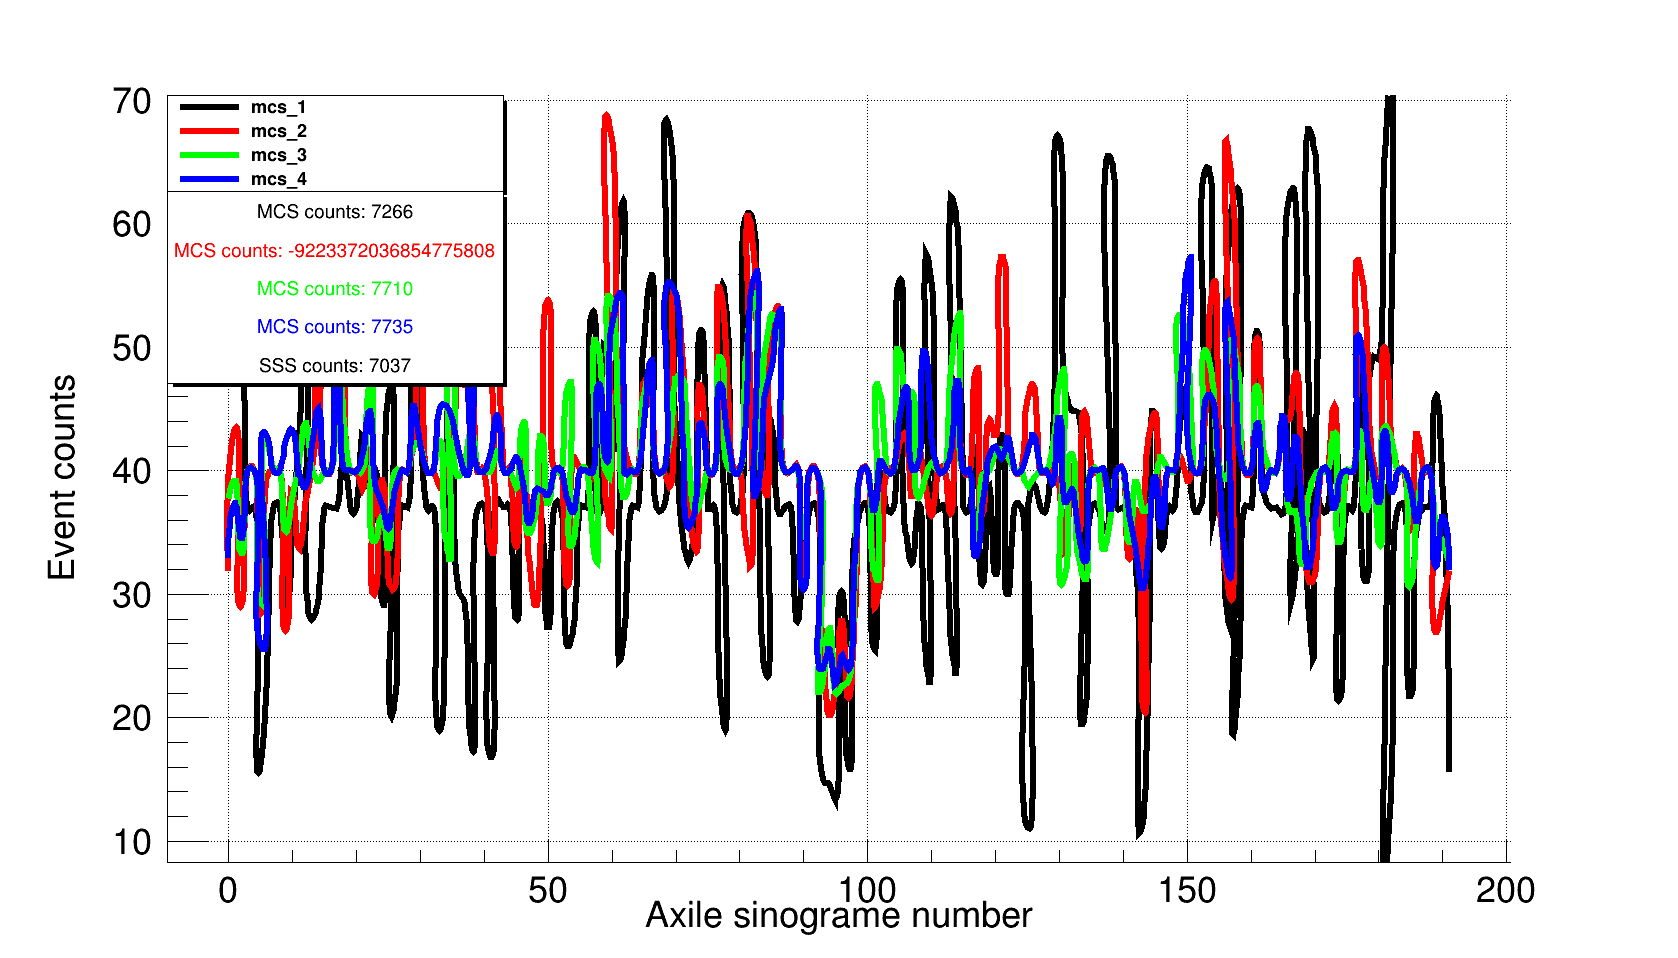 mcs_1
mcs_2
mcs_3
mcs_4
MCS counts: 7266
MCS counts: -9223372036854775808
MCS counts: 7710
MCS counts: 7735
SSS counts: 7037
Event counts
70
60
50
40
30
20
10
0 50 100 150 200
Axile sinograme number